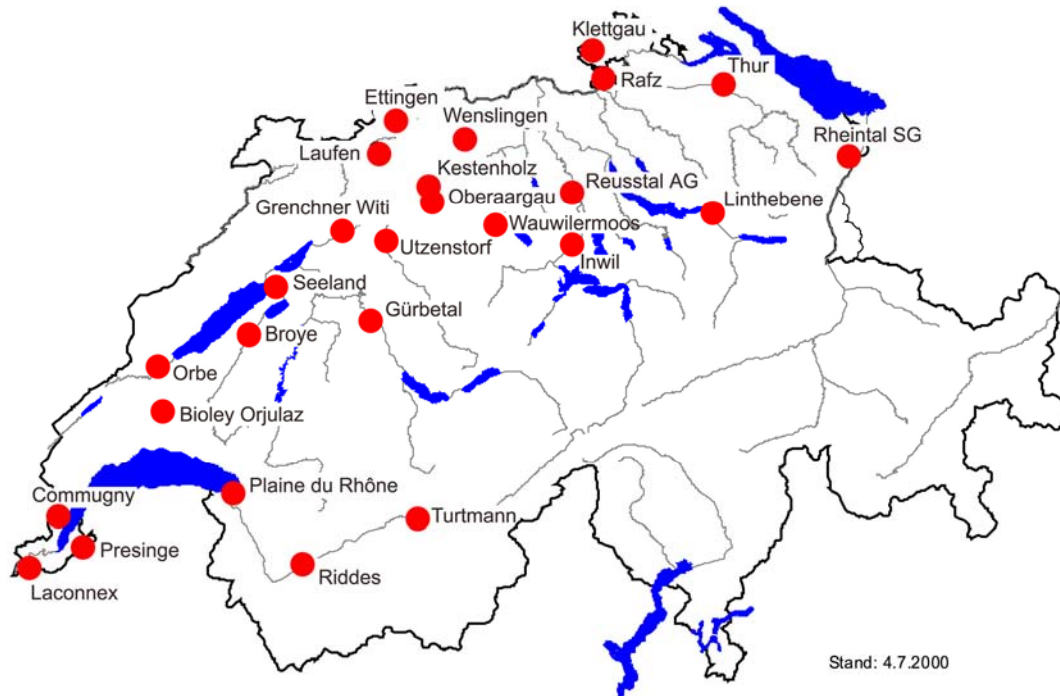 Klettgau
Rafz
Thur
Ettingen
Wenslingen
Rheintal SG
Laufen
Kestenholz
Reusstal AG
Oberaargau
Linthebene
Grenchner Witi
Wauwilermoos
Utzenstorf
Inwil
Seeland
Gürbetal
Broye
Orbe
Bioley Orjulaz
Plaine du Rhône
Commugny
Turtmann
Presinge
Riddes
Laconnex
Stand: 4.7.2000